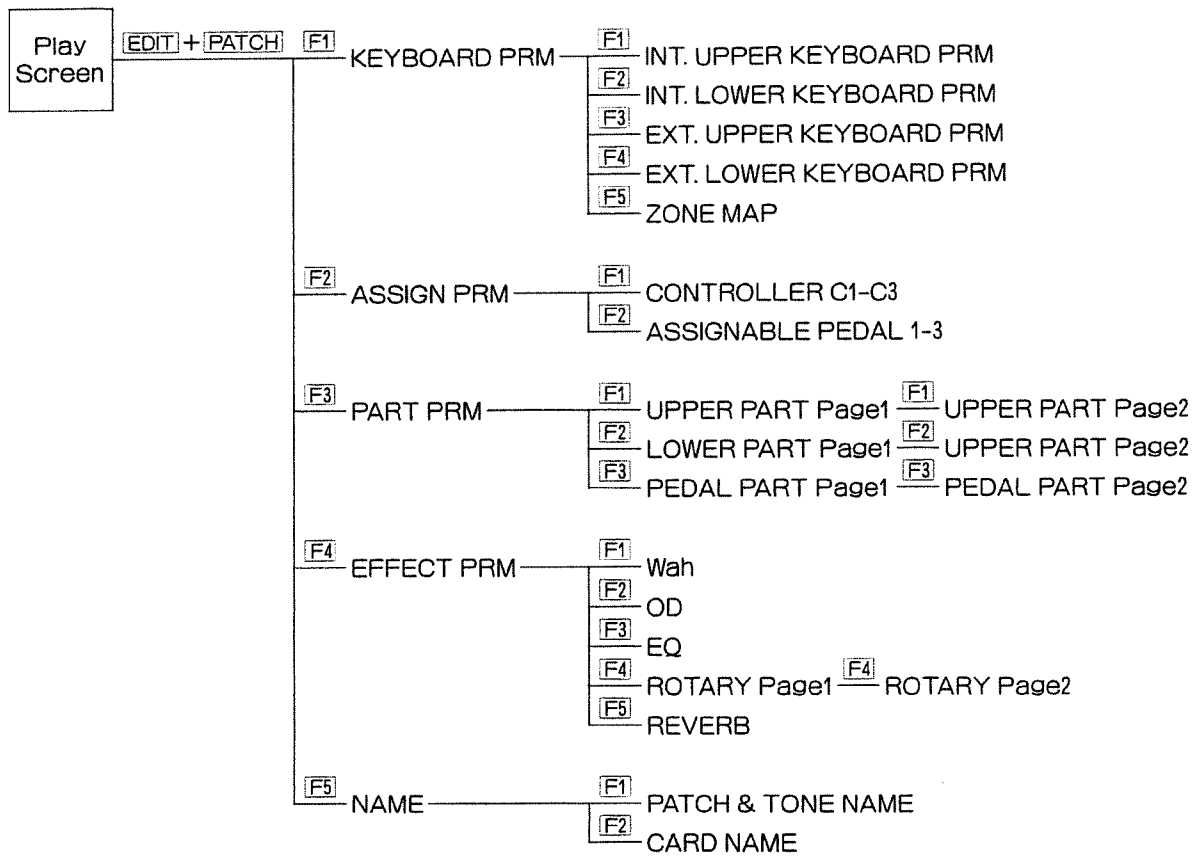 Play
Screen
EDIT + PATCH F1 KEYBOARD PRM F1 INT. UPPER KEYBOARD PRM
F2 INT. LOWER KEYBOARD PRM
F3 EXT. UPPER KEYBOARD PRM
F4 EXT. LOWER KEYBOARD PRM
F5 ZONE MAP
F2 ASSIGN PRM F1 CONTROLLER C1-C3
F2 ASSIGNABLE PEDAL 1-3
F3 PART PRM F1 UPPER PART Page1 F1 UPPER PART Page2
F2 LOWER PART Page1 F2 UPPER PART Page2
F3 PEDAL PART Page1 F3 PEDAL PART Page2
F4 EFFECT PRM F1 Wah
F2 OD
F3 EQ
F4 ROTARY Page1 F4 ROTARY Page2
F5 REVERB
F5 NAME F1 PATCH & TONE NAME
F2 CARD NAME